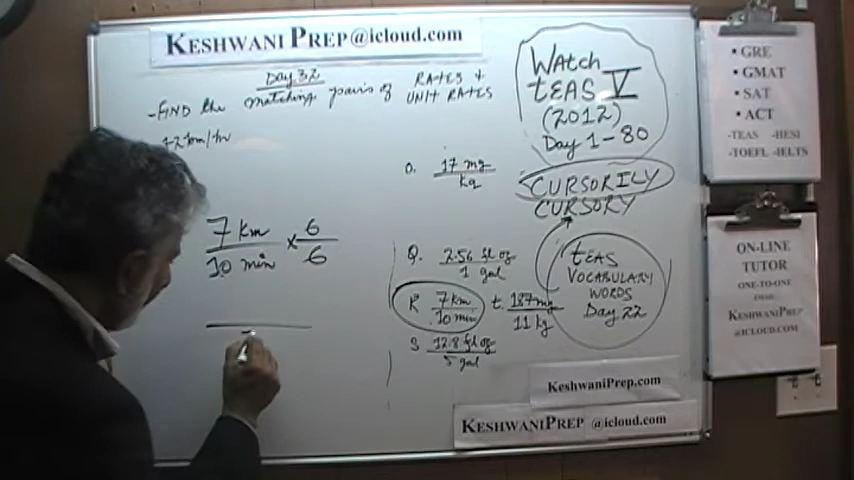 KESHWANI PREP@icloud.com
Day 32
-FIND the matching pairs of RATES & UNIT RATES
42 km/hr
7 km
10 min
x 6
6
O. 17 mg
kg
Q. 2.56 fl oz
1 gal
R 7 km
10 min
t. 187 mg
11 kg
S 12.8 fl oz
5 gal
WATCH
tEAS V
(2012)
Day 1-80
CURSORILY
CURSORY
tEAS
VOCABULARY
WORDS
Day 22
KESHWANIPREP.com
KESHWANIPREP @icloud.com
• GRE
• GMAT
• SAT
• ACT
-TEAS -HESI
-TOEFL -IELTS
ON-LINE
TUTOR
ONE-TO-ONE
KESHWANIPREP
@ICLOUD.COM